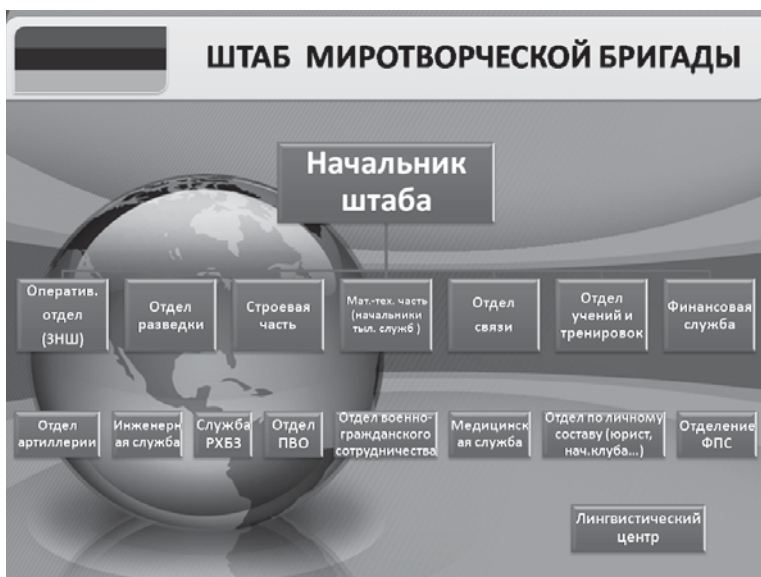 ШТАБ МИРОТВОРЧЕСКОЙ БРИГАДЫ
Начальник
штаба
Оператив.
отдел
(ЗНШ)
Отдел
разведки
Строевая
часть
Мат.-тех. часть
(начальники
тыл. служб )
Отдел
связи
Отдел
учений и
тренировок
Финансовая
служба
Отдел
артиллерии
Инженерн
ая служба
Служба
РХБЗ
Отдел
ПВО
Отдел военно-
гражданского
сотрудничества
Медицинск
ая служба
Отдел по личному
составу (юрист,
нач.клуба...)
Отделение
ФПС
Лингвистический
центр